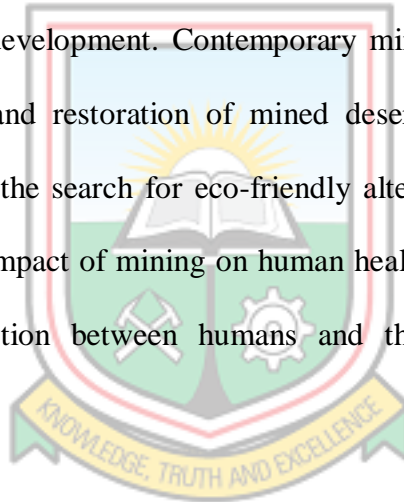 evelopment. Contemporary min
and restoration of mined dese
the search for eco-friendly alte
mpact of mining on human heal
tion between humans and th
KNOWLEDGE, TRUTH AND EXCELLENCE